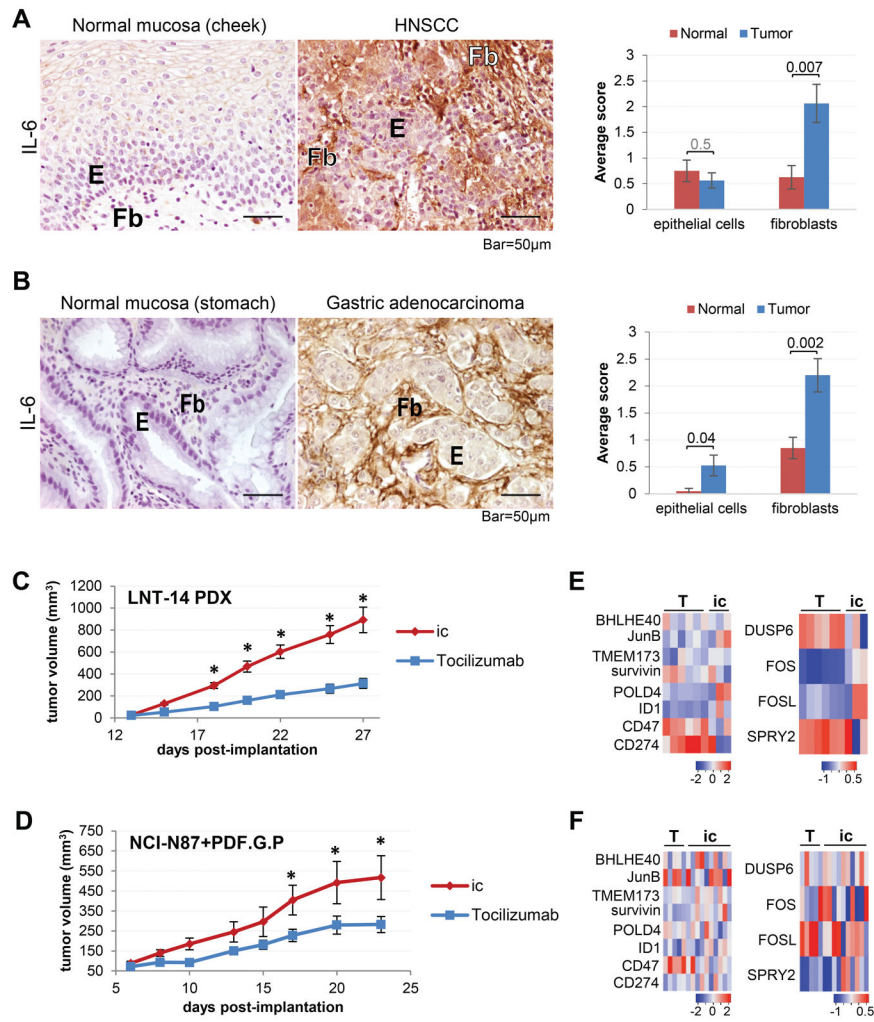 A
Normal mucosa (cheek)
HNSCC
IL-6
E
Fb
Fb
E
Fb
Bar=50µm
Normal Tumor
Average score
3
2.5
2
1.5
1
0.5
0
0.5
0.007
epithelial cells fibroblasts
B
Normal mucosa (stomach)
Gastric adenocarcinoma
IL-6
Fb
E
Fb
E
Bar=50µm
Normal Tumor
Average score
3
2.5
2
1.5
1
0.5
0
0.04
0.002
epithelial cells fibroblasts
C
LNT-14 PDX
tumor volume (mm³)
1200
1000
800
600
400
200
0
* * * * *
12 17 22 27
days post-implantation
ic
Tocilizumab
D
NCI-N87+PDF.G.P
tumor volume (mm³)
750
650
550
450
350
250
150
50
* * *
5 10 15 20 25
days post-implantation
ic
Tocilizumab
E
T ic
BHLHE40
JunB
TMEM173
survivin
POLD4
ID1
CD47
CD274
-2 0 2
T ic
DUSP6
FOS
FOSL
SPRY2
-1 0.5
F
T ic
BHLHE40
JunB
TMEM173
survivin
POLD4
ID1
CD47
CD274
-2 0 2
T ic
DUSP6
FOS
FOSL
SPRY2
-1 0.5